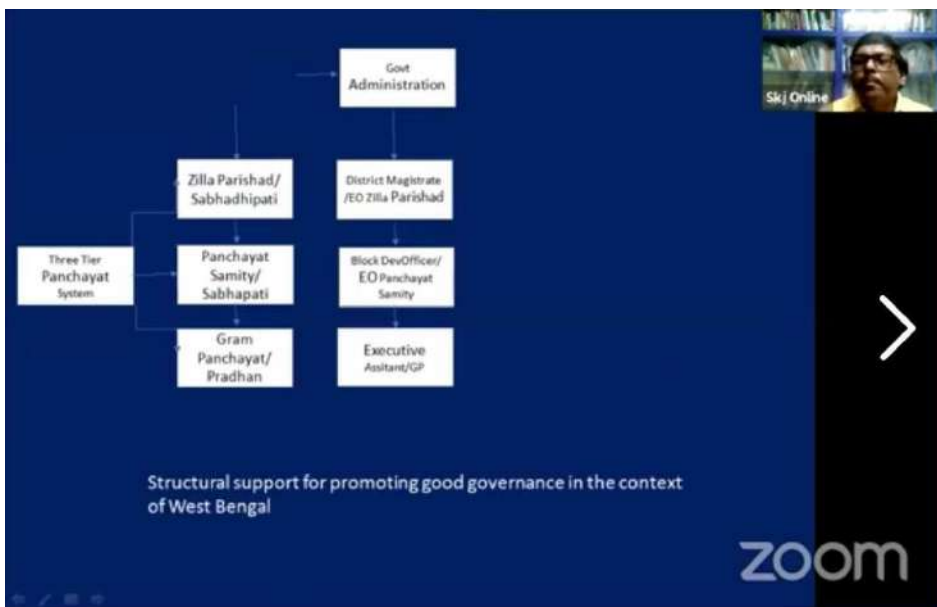 Govt
Administration
Skj Online
Zilla Parishad/
Sabhadhipati
District Magistrate
/EO Zilla Parishad
Three Tier
Panchayat
System
Panchayat
Samity/
Sabhapati
Block DevOfficer/
EO Panchayat
Samity
Gram
Panchayat/
Pradhan
Executive
Assitant/GP
Structural support for promoting good governance in the context
of West Bengal
zoom